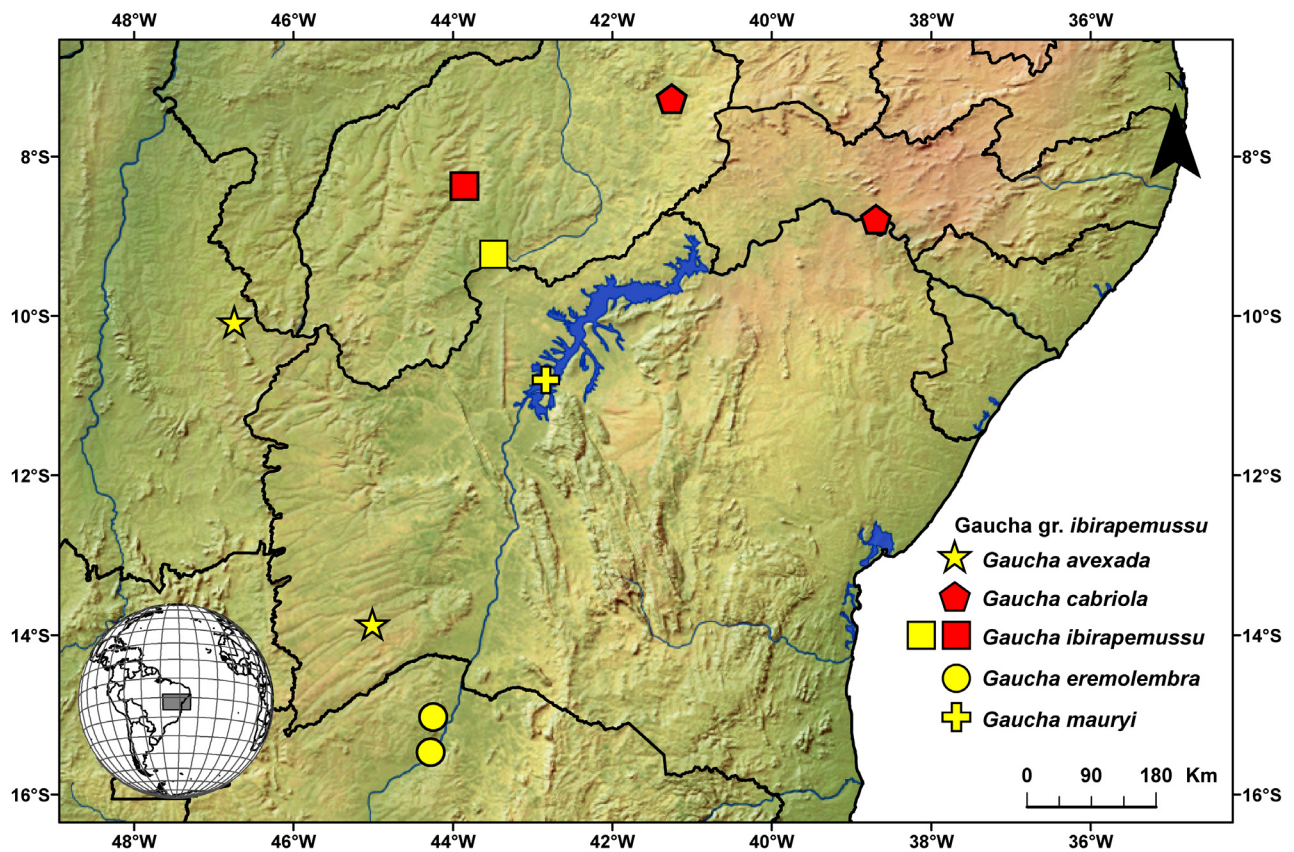 48°W 46°W 44°W 42°W 40°W 38°W 36°W
N
8°S 8°S
10°S 10°S
12°S 12°S
Gaucha gr. ibirapemussu
Gaucha avexada
Gaucha cabriola
14°S Gaucha ibirapemussu 14°S
Gaucha eremolembra
Gaucha mauryi
0 90 180 Km
16°S 16°S
48°W 46°W 44°W 42°W 40°W 38°W 36°W